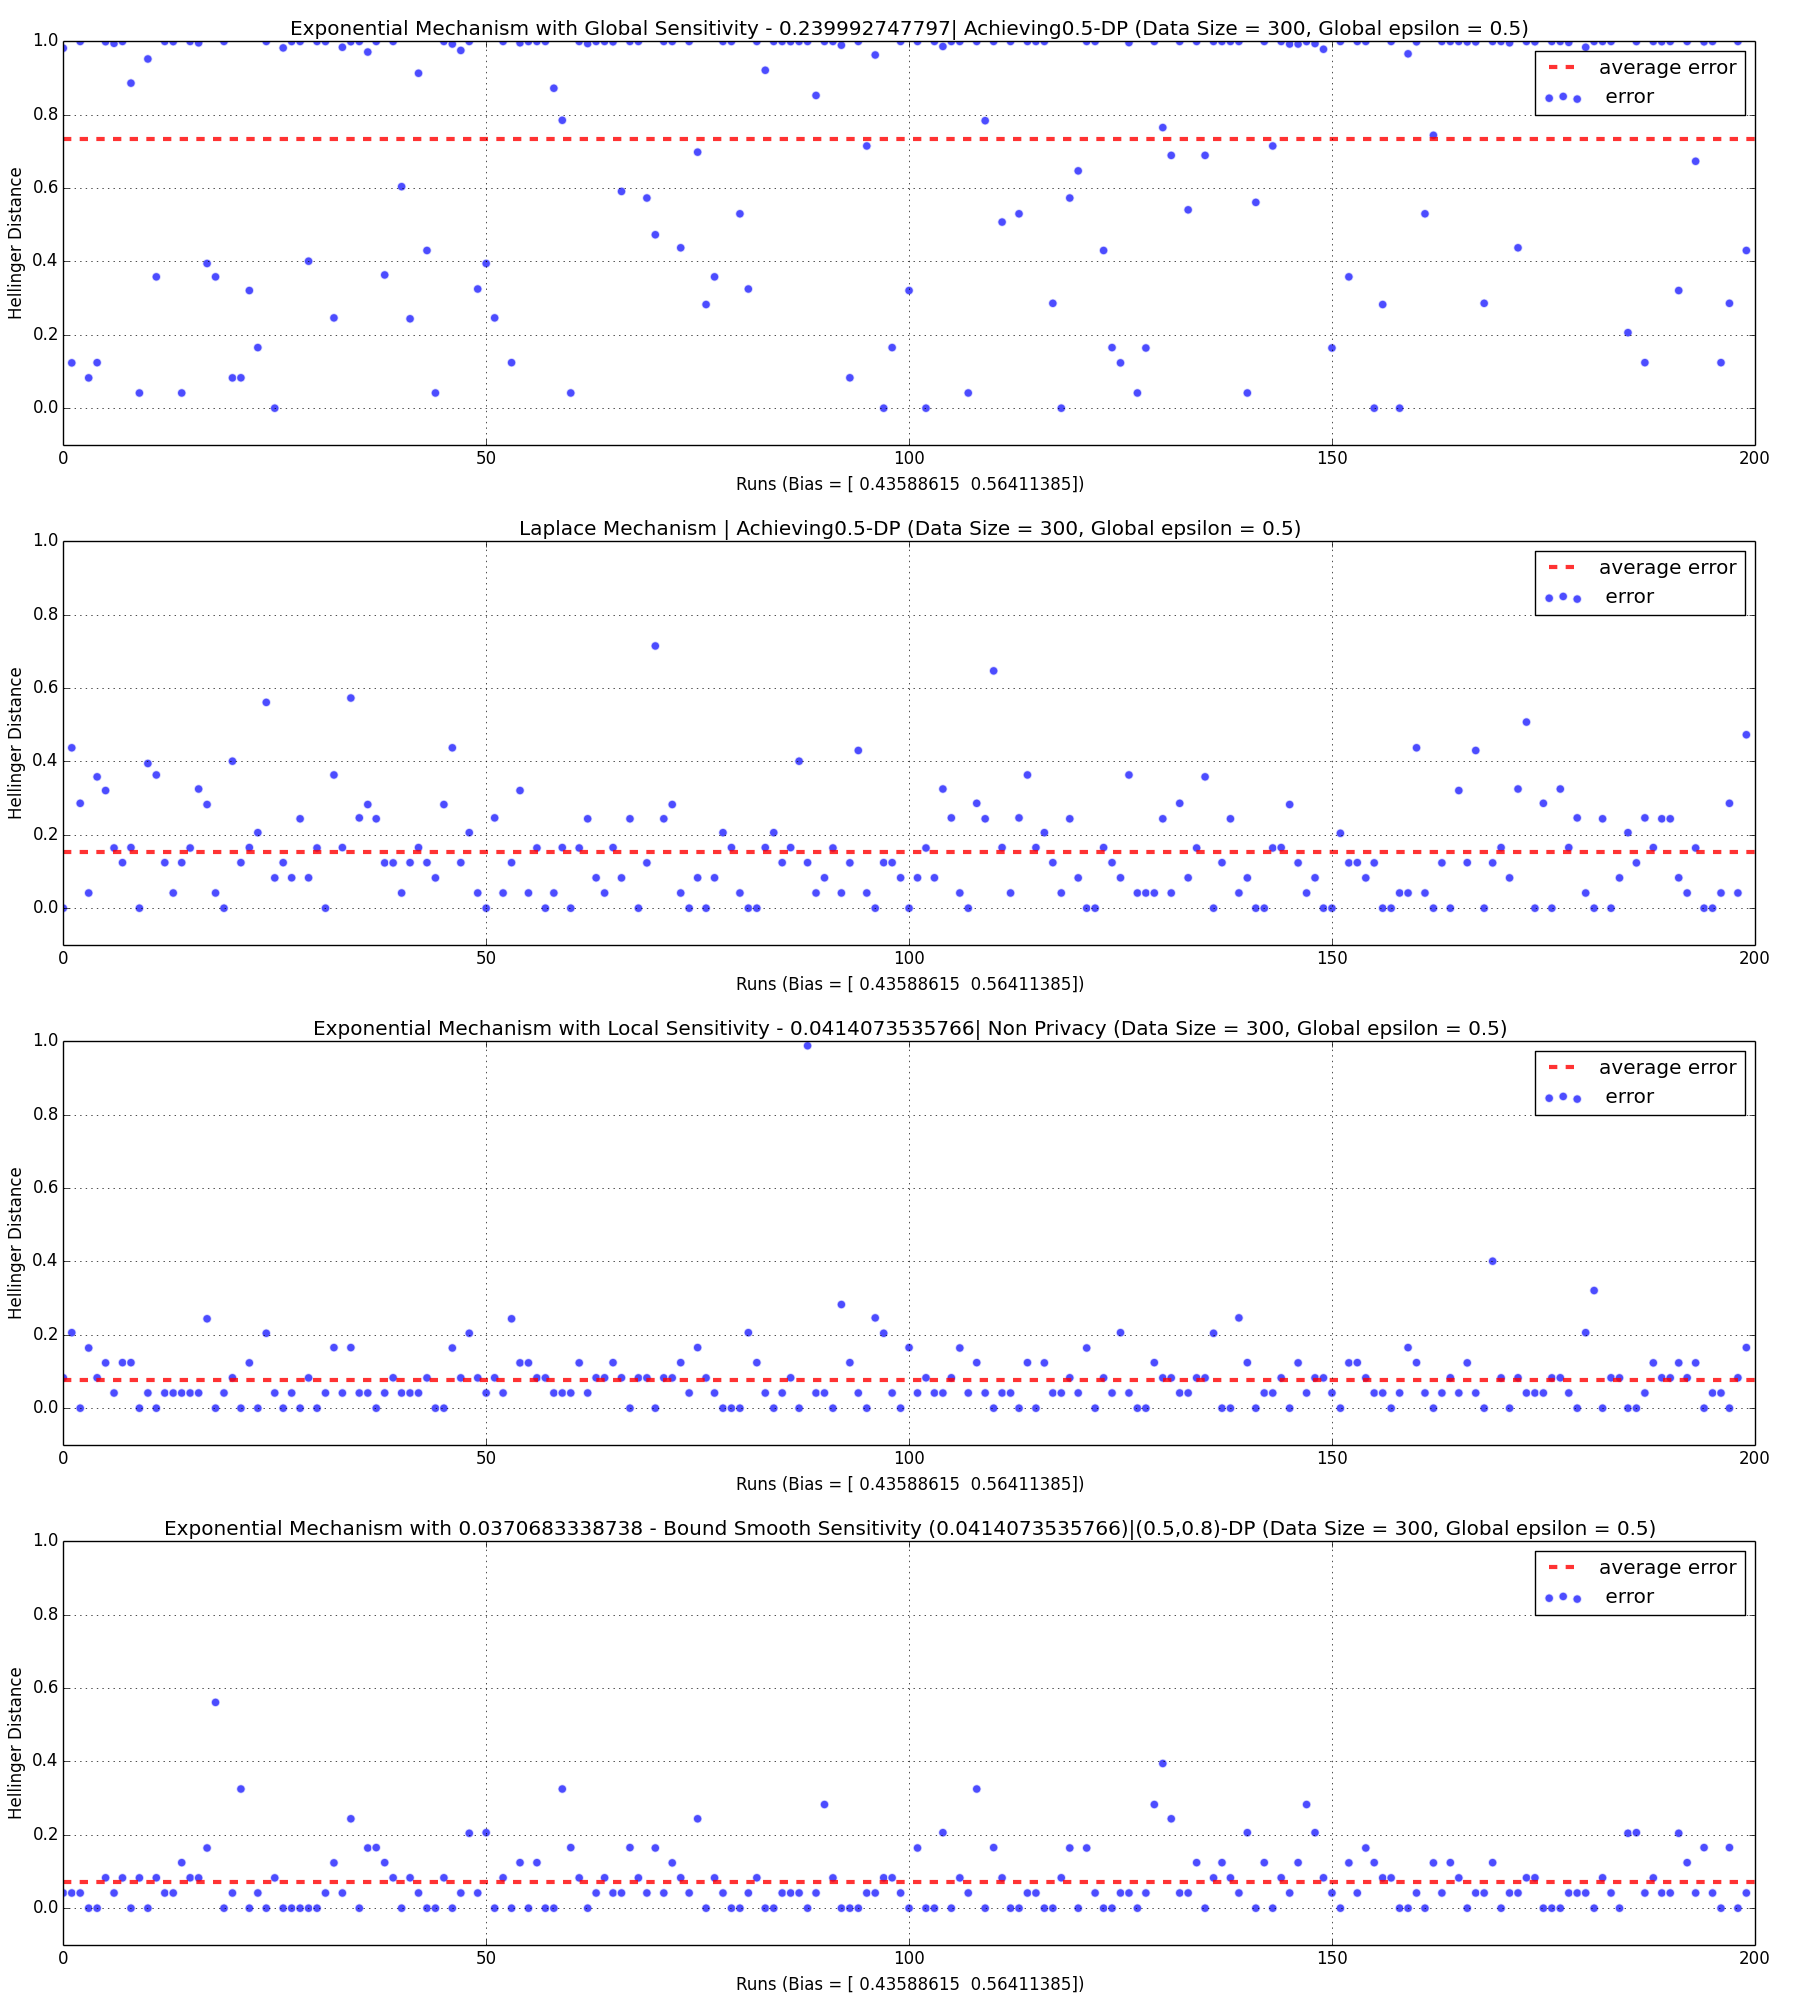 Exponential Mechanism with Global Sensitivity - 0.239992747797| Achieving0.5-DP (Data Size = 300, Global epsilon = 0.5)
1.0
0.8
0.6
0.4
0.2
0.0
Hellinger Distance
average error
error
0 50 100 150 200
Runs (Bias = [ 0.43588615 0.56411385])
Laplace Mechanism | Achieving0.5-DP (Data Size = 300, Global epsilon = 0.5)
1.0
0.8
0.6
0.4
0.2
0.0
Hellinger Distance
average error
error
0 50 100 150 200
Runs (Bias = [ 0.43588615 0.56411385])
Exponential Mechanism with Local Sensitivity - 0.0414073535766| Non Privacy (Data Size = 300, Global epsilon = 0.5)
1.0
0.8
0.6
0.4
0.2
0.0
Hellinger Distance
average error
error
0 50 100 150 200
Runs (Bias = [ 0.43588615 0.56411385])
Exponential Mechanism with 0.0370683338738 - Bound Smooth Sensitivity (0.0414073535766)|(0.5,0.8)-DP (Data Size = 300, Global epsilon = 0.5)
1.0
0.8
0.6
0.4
0.2
0.0
Hellinger Distance
average error
error
0 50 100 150 200
Runs (Bias = [ 0.43588615 0.56411385])